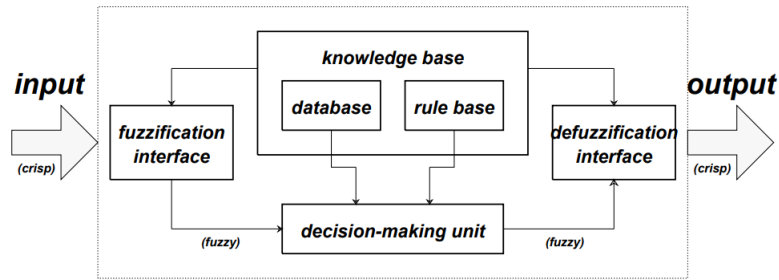 knowledge base
input
output
database
rule base
fuzzification
interface
defuzzification
interface
(crisp)
(crisp)
decision-making unit
(fuzzy)
(fuzzy)